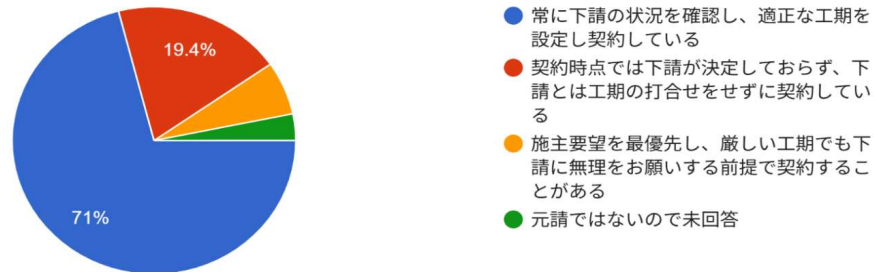 19.4%
71%
常に下請の状況を確認し、適正な工期を
設定し契約している
契約時点では下請が決定しておらず、下
請とは工期の打合せをせずに契約してい
る
施主要望を最優先し、厳しい工期でも下
請に無理をお願いする前提で契約するこ
とがある
元請ではないので未回答